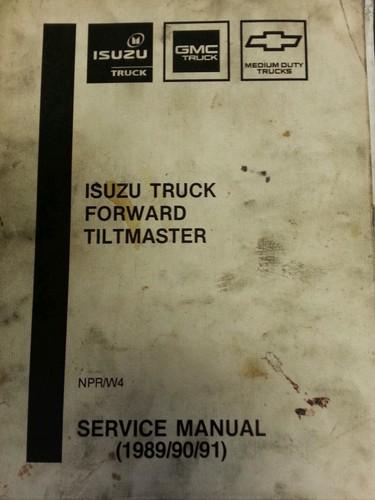 ISUZU
TRUCK
GMC
TRUCK
MEDIUM DUTY
TRUCKS
ISUZU TRUCK
FORWARD
TILTMASTER
NPR/W4
SERVICE MANUAL
(1989/90/91)